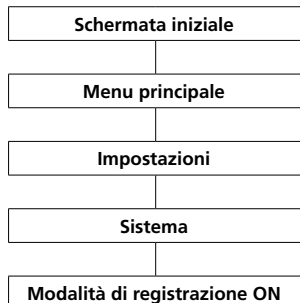 Schermata iniziale
Menu principale
Impostazioni
Sistema
Modalità di registrazione ON